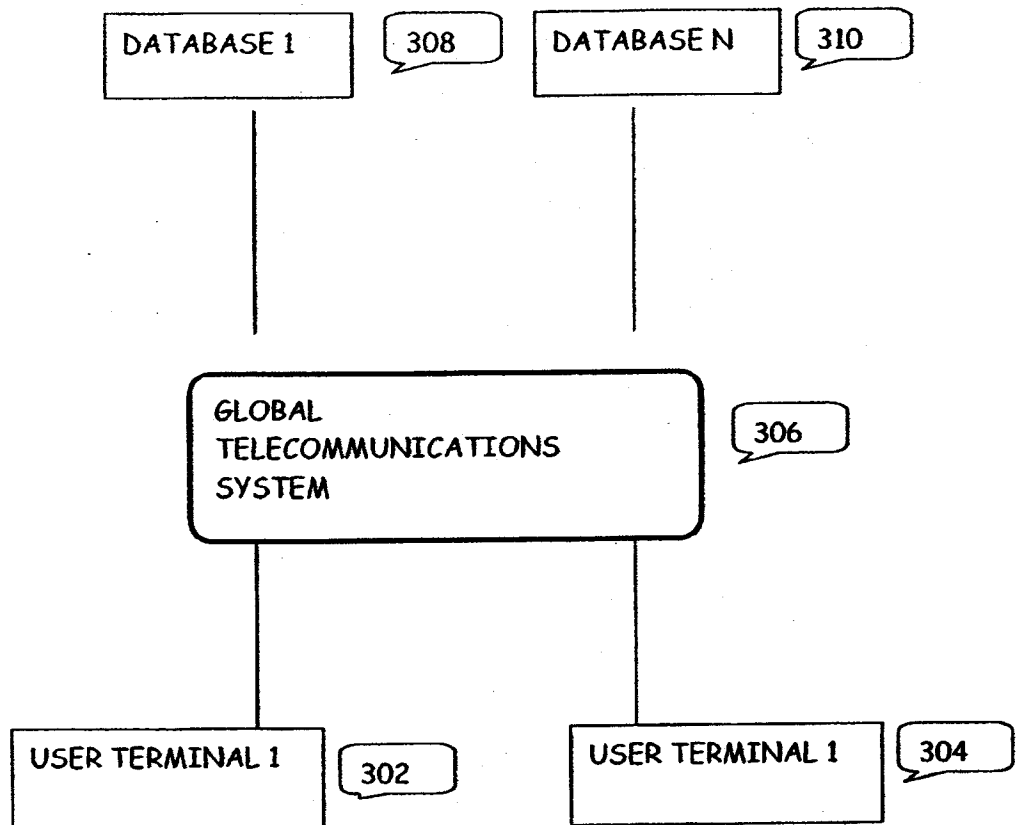 DATABASE 1
308
DATABASE N
310
GLOBAL
TELECOMMUNICATIONS
SYSTEM
306
USER TERMINAL 1
302
USER TERMINAL 1
304